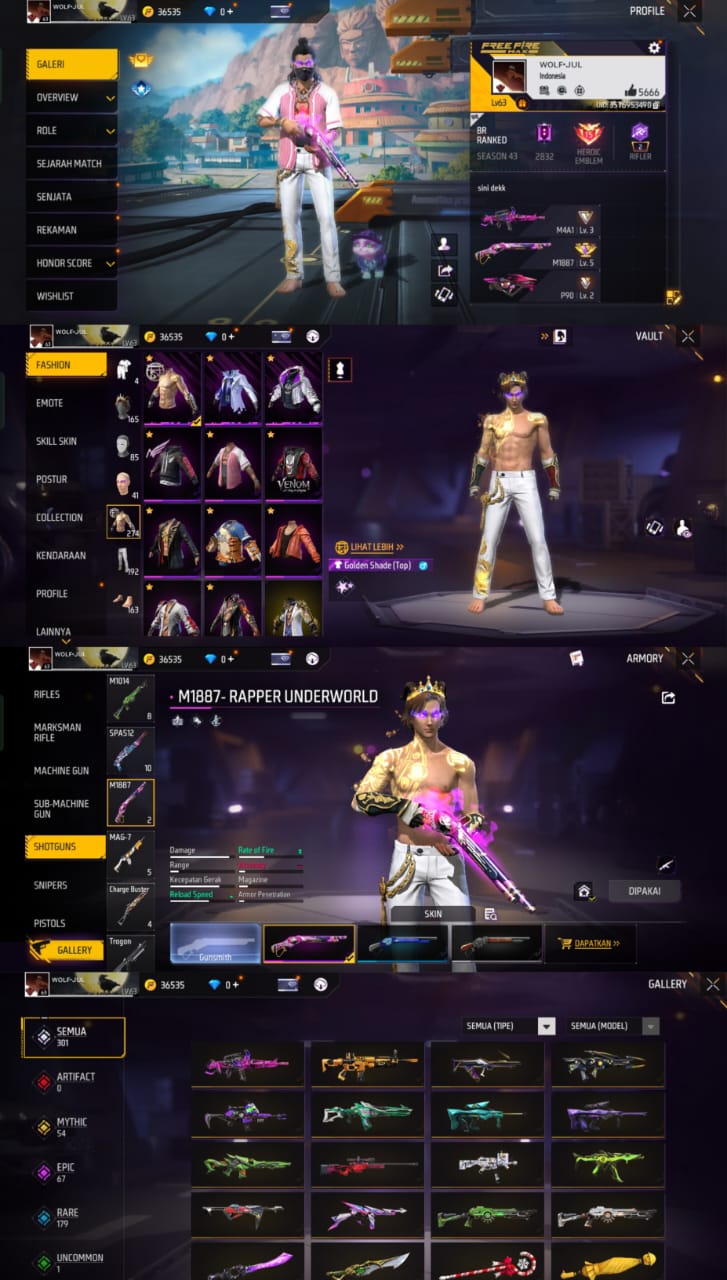 WOLF-JUL
LV63
36535
0 +
PROFILE
GALERI
OVERVIEW
ROLE
SEJARAH MATCH
SENJATA
REKAMAN
HONOR SCORE
WISHLIST
FREE FIRE
MAX
WOLF-JUL
Indonesia
5666
Lv63
BR
RANKED
SEASON 43
2832
HEROIC
EMBLEM
2
RIFLER
sini dekk
M4A1 Lv. 3
M1887 Lv. 5
P90 Lv. 2
WOLF-JUL
LV63
36535
0 +
VAULT
FASHION
EMOTE
SKILL SKIN
POSTUR
COLLECTION
KENDARAAN
PROFILE
LAINNYA
4
165
85
41
274
192
163
VENOM
LIHAT LEBIH >>
Golden Shade (Top)
WOLF-JUL
LV63
36535
0 +
ARMORY
RIFLES
MARKSMAN
RIFLE
MACHINE GUN
SUB-MACHINE
GUN
SHOTGUNS
SNIPERS
PISTOLS
GALLERY
M1014
8
SPAS12
10
M1887
2
MAG-7
5
Charge Buster
4
Trogon
M1887- RAPPER UNDERWORLD
Damage
Rate of Fire
Range
Kecepatan Gerak
Magazine
Reload Speed
Armor Penetration
DIPAKAI
SKIN
Gunsmith
DAPATKAN >>
WOLF-JUL
LV63
36535
0 +
GALLERY
SEMUA (TIPE)
SEMUA (MODEL)
SEMUA
301
ARTIFACT
0
MYTHIC
54
EPIC
67
RARE
179
UNCOMMON
1